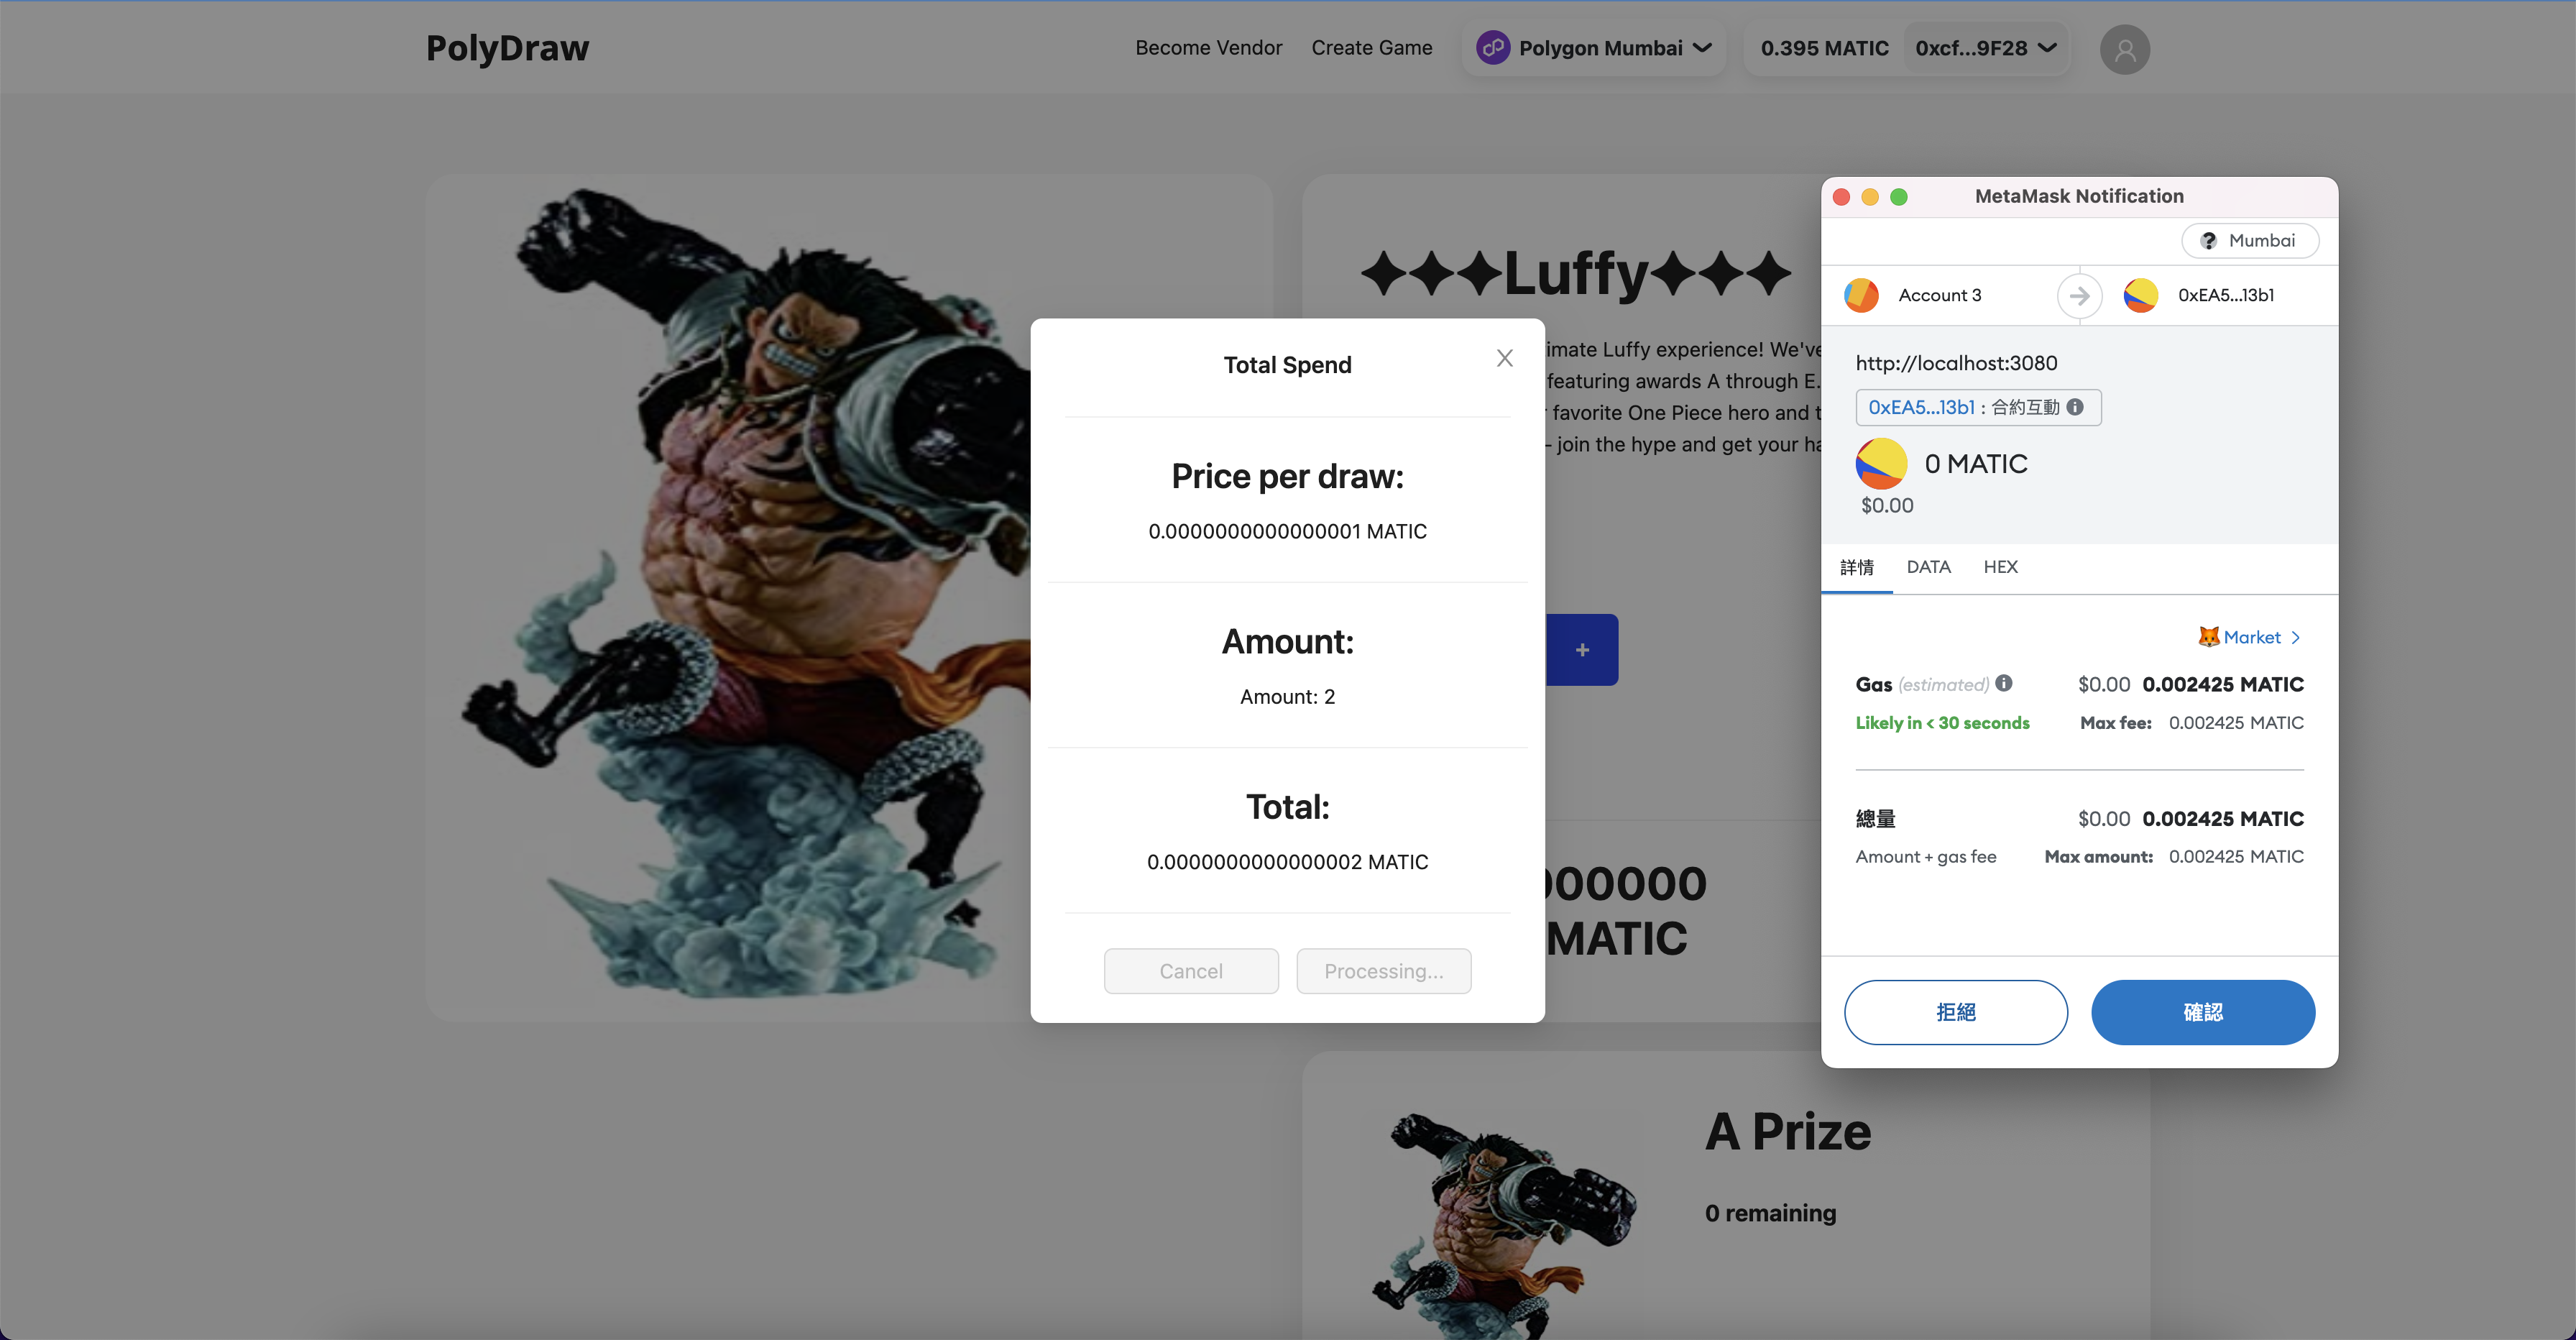 PolyDraw
Become Vendor
Create Game
Polygon Mumbai
0.395 MATIC
0xcf...9F28
✦✦✦Luffy✦✦✦
imate Luffy experience! We've
featuring awards A through E.
favorite One Piece hero and t
- join the hype and get your ha
+
000000
MATIC
A Prize
0 remaining
Total Spend
X
Price per draw:
0.0000000000000001 MATIC
Amount:
Amount: 2
Total:
0.0000000000000002 MATIC
Cancel
Processing...
MetaMask Notification
? Mumbai
Account 3
0xEA5...13b1
http://localhost:3080
0xEA5...13b1 : 合約互動
0 MATIC
$0.00
詳情
DATA
HEX
Market >
Gas (estimated) $0.00 0.002425 MATIC
Likely in < 30 seconds Max fee: 0.002425 MATIC
總量 $0.00 0.002425 MATIC
Amount + gas fee Max amount: 0.002425 MATIC
拒絕
確認